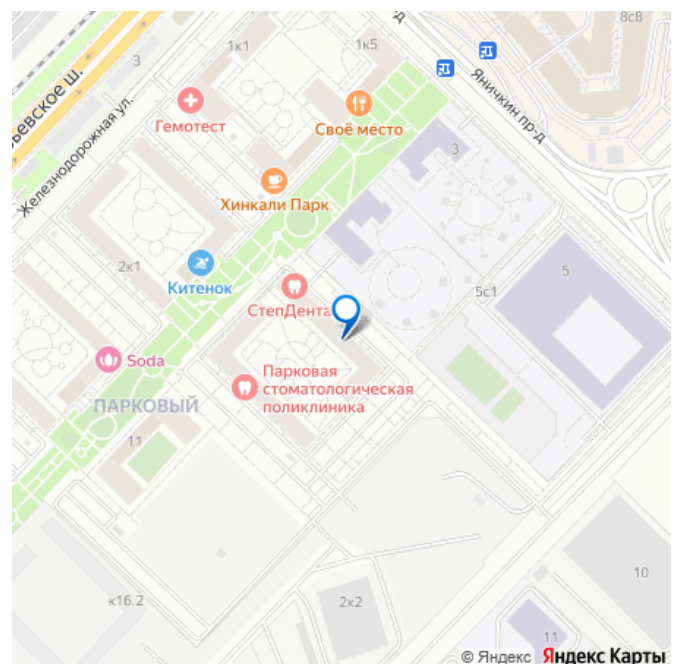 8с8
1к1
1к5
3
ьевское ш.
Яничкин пр-д
Железнодорожная ул.
Гемотест
Своё место
3
Хинкали Парк
2к1
Китенок
5
5с1
СтепДента
Soda
Парковая
стоматологическая
поликлиника
ПАРКОВЫЙ
11
10
к16.2
2к2
11
© Яндекс Яндекс Карты